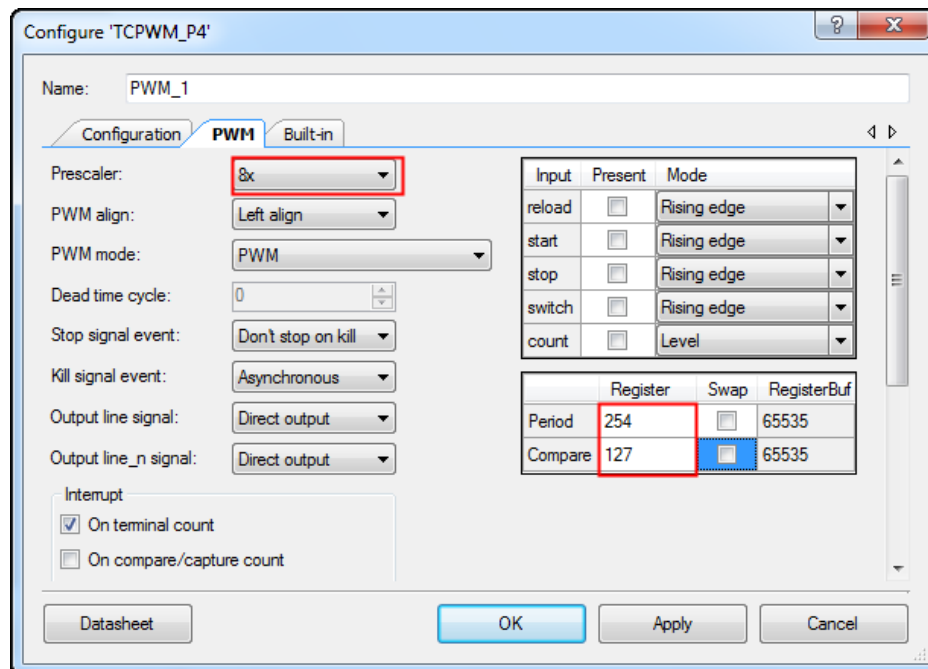 Configure 'TCPWM_P4'
Name: PWM_1
Configuration PWM Built-in
Prescaler: 8x
PWM align: Left align
PWM mode: PWM
Dead time cycle: 0
Stop signal event: Don't stop on kill
Kill signal event: Asynchronous
Output line signal: Direct output
Output line_n signal: Direct output
Interrupt
On terminal count
On compare/capture count
Input Present Mode
reload Rising edge
start Rising edge
stop Rising edge
switch Rising edge
count Level
Register Swap RegisterBuf
Period 254 65535
Compare 127 65535
Datasheet OK Apply Cancel